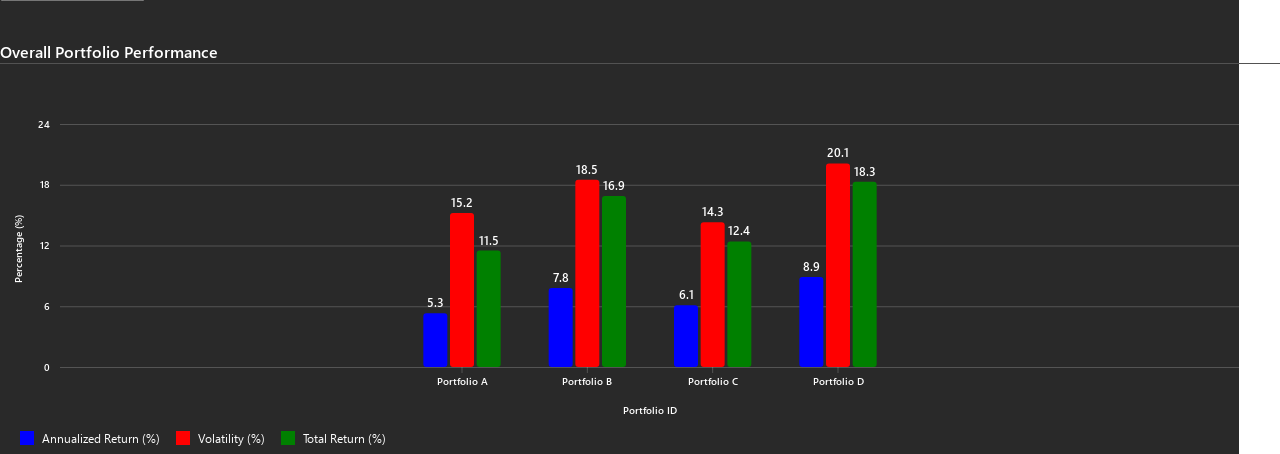 Overall Portfolio Performance
24
18
12
6
0
Percentage (%)
5.3
15.2
11.5
7.8
18.5
16.9
6.1
14.3
12.4
8.9
20.1
18.3
Portfolio A
Portfolio B
Portfolio C
Portfolio D
Portfolio ID
Annualized Return (%)
Volatility (%)
Total Return (%)